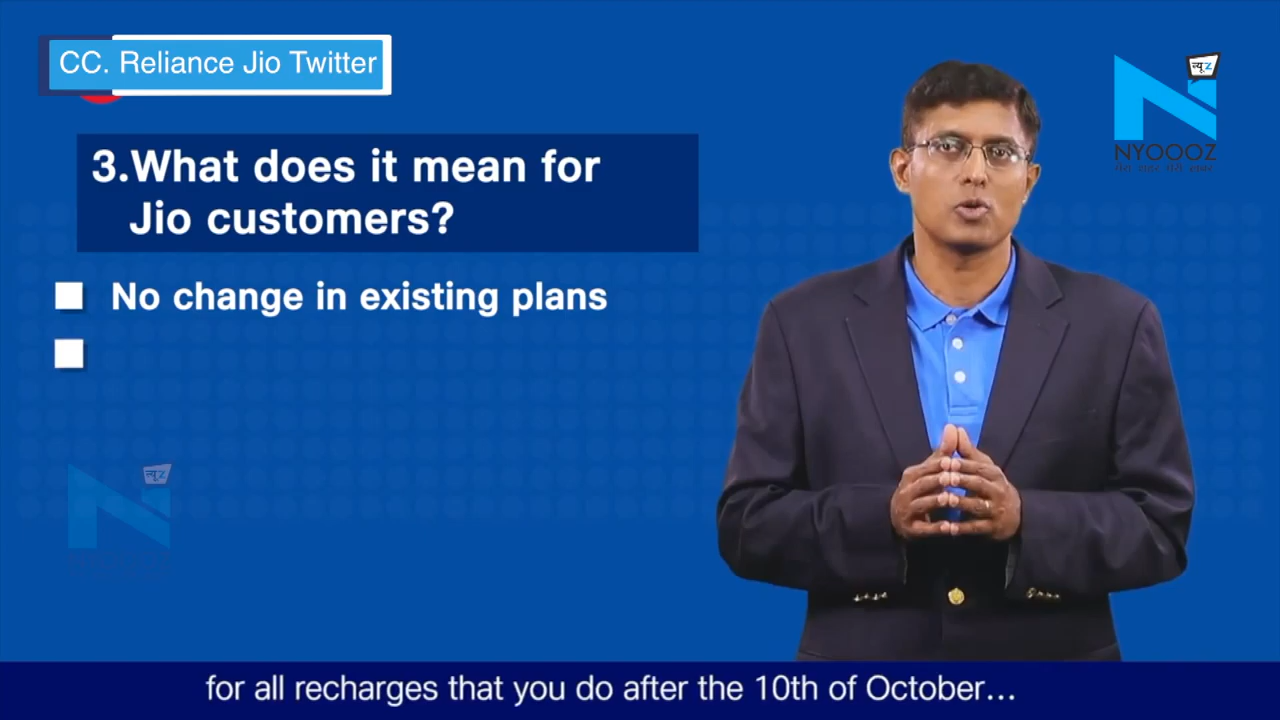 CC. Reliance Jio Twitter
न्यूz
NYOOOZ
3.What does it mean for
Jio customers?
No change in existing plans
न्यूz
for all recharges that you do after the 10th of October...